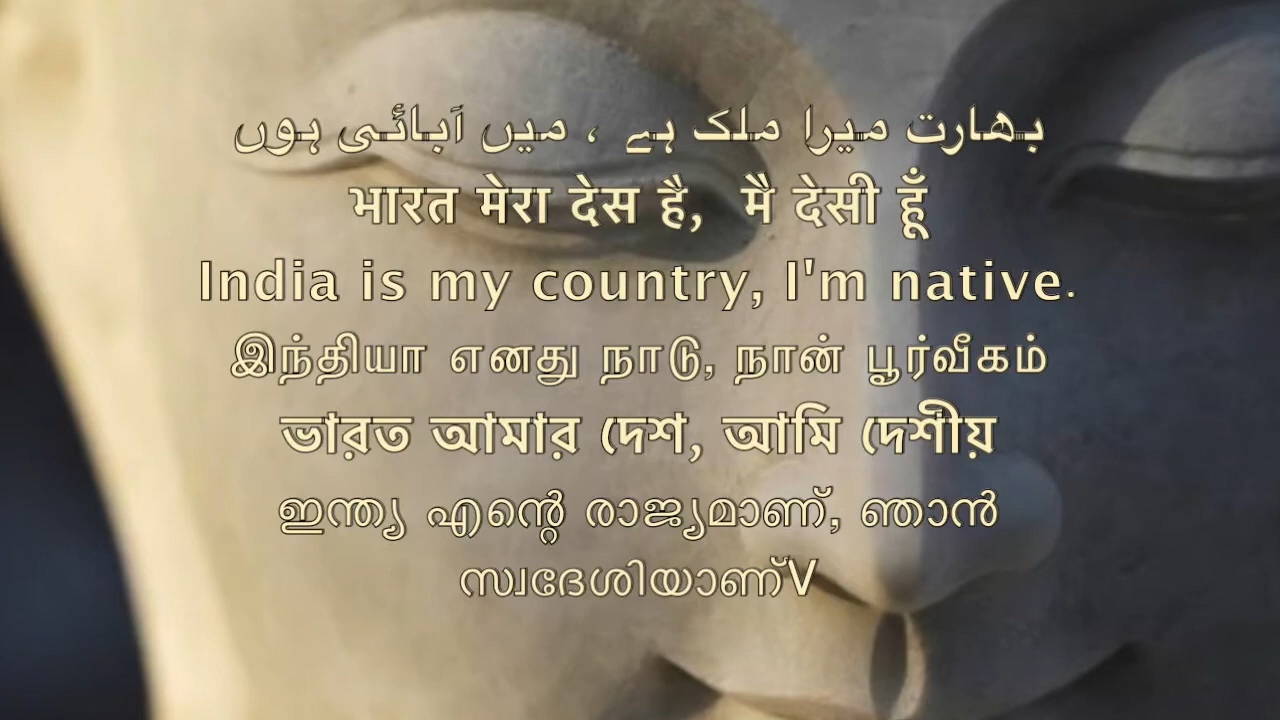 بھارت میرا ملک ہے ، میں آبائی ہوں
भारत मेरा देस है, मै देसी हूँ
India is my country, I'm native.
இந்தியா எனது நாடு, நான் பூர்வீகம்
ভারত আমার দেশ, আমি দেশীয়
ഇന്ത്യ എന്റെ രാജ്യമാണ്, ഞാൻ
സ്വദേശിയാണ്V